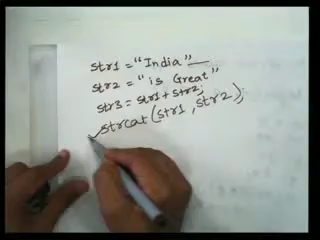 str1 = "India"
str2 = "is Great"
str3 = str1 + str2;
strcat(str1, str2);